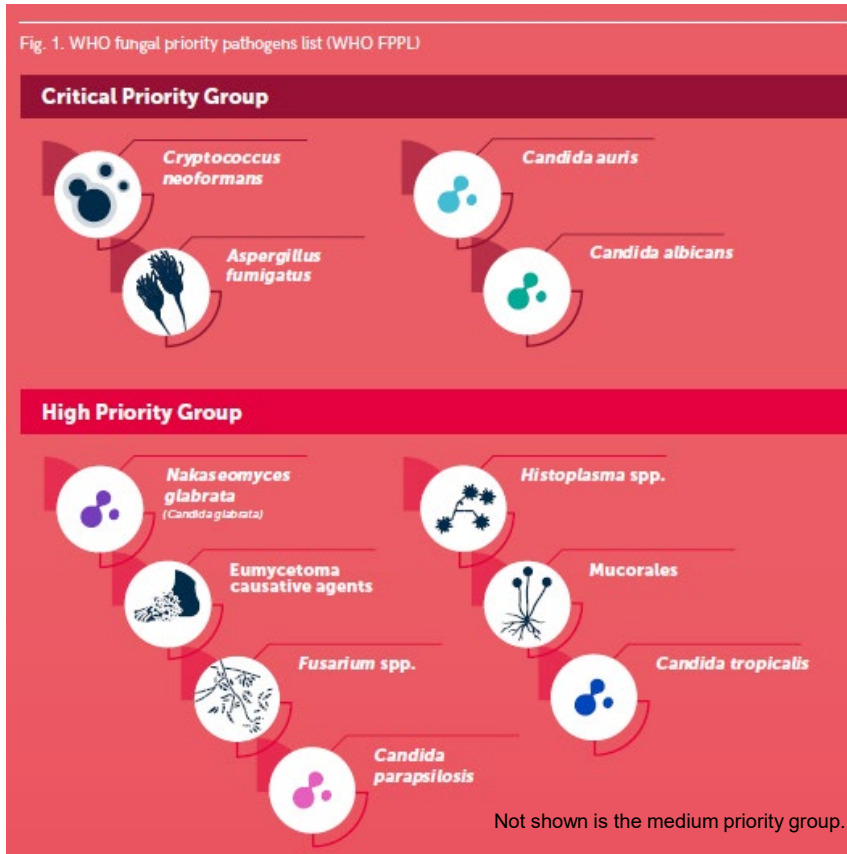 Fig. 1. WHO fungal priority pathogens list (WHO FPPL)
Critical Priority Group
Cryptococcus
neoformans
Aspergillus
fumigatus
Candida auris
Candida albicans
High Priority Group
Nakaseomyces
glabrata
(Candida glabrata)
Eumycetoma
causative agents
Fusarium spp.
Candida
parapsilosis
Histoplasma spp.
Mucorales
Candida tropicalis
Not shown is the medium priority group.